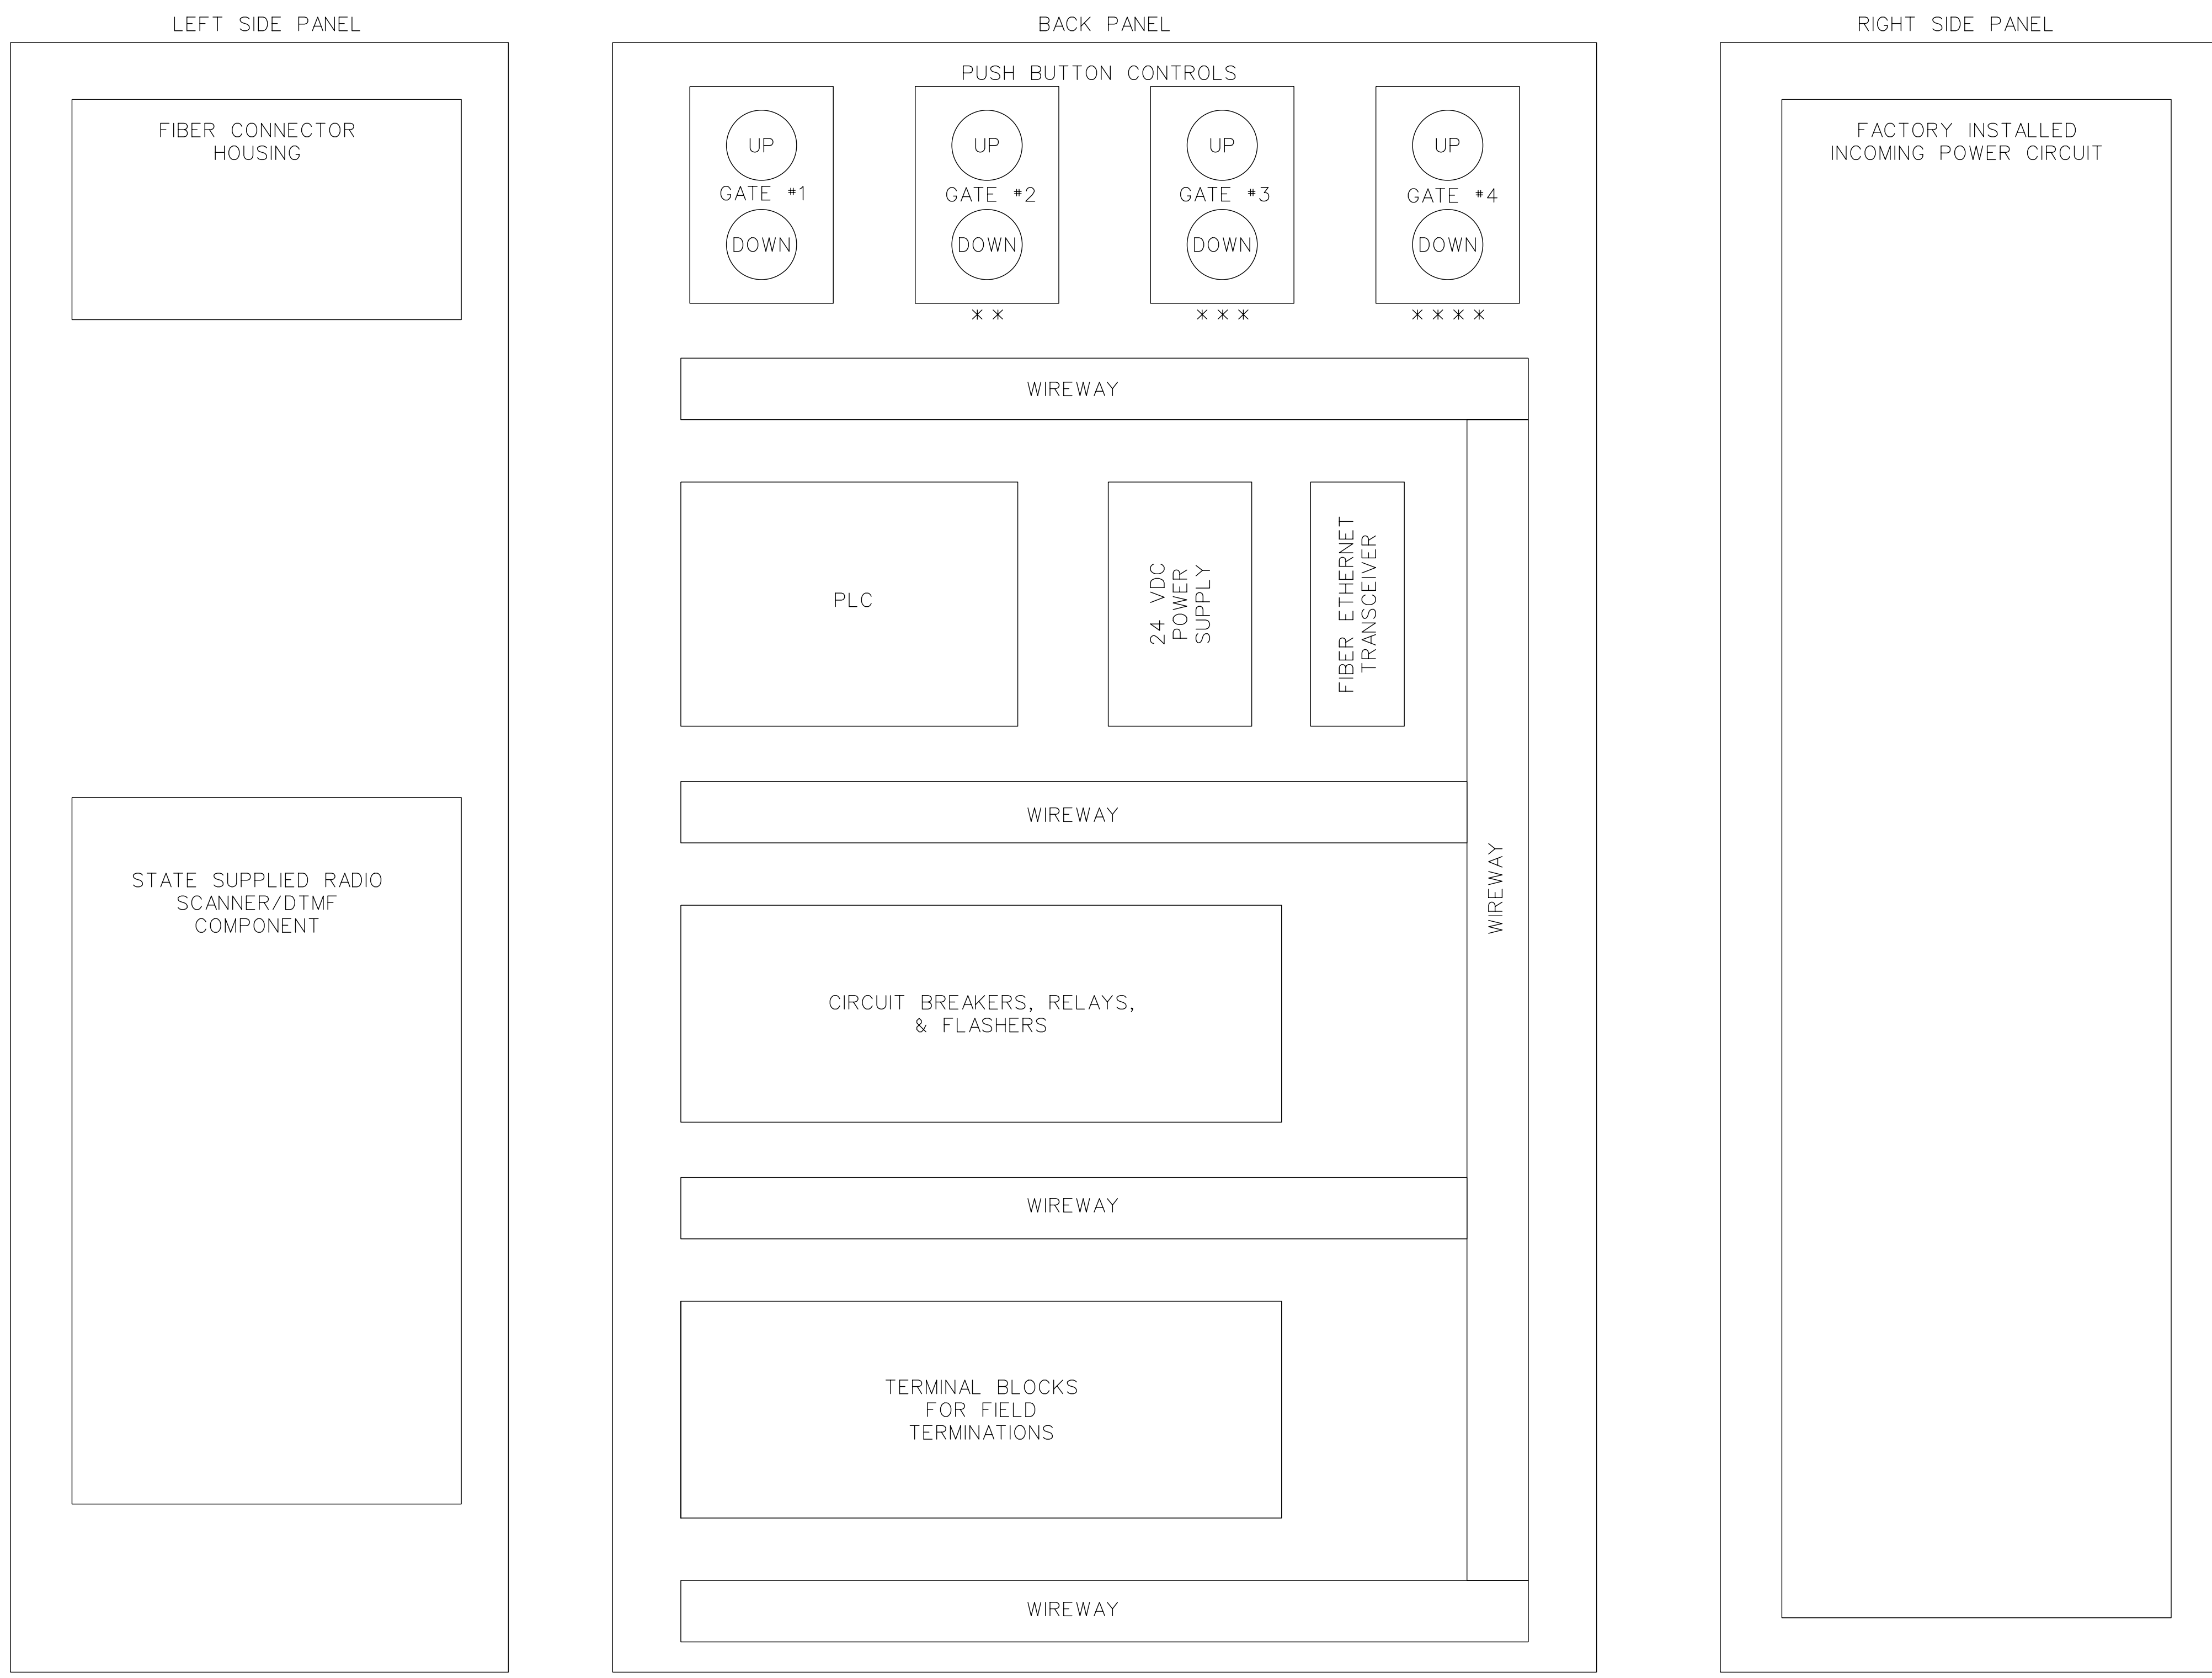 LEFT SIDE PANEL
FIBER CONNECTOR
HOUSING
STATE SUPPLIED RADIO
SCANNER/DTMF
COMPONENT
BACK PANEL
PUSH BUTTON CONTROLS
UP
GATE #1
DOWN
UP
GATE #2
DOWN
**
UP
GATE #3
DOWN
***
UP
GATE #4
DOWN
****
WIREWAY
PLC
24 VDC
POWER
SUPPLY
FIBER ETHERNET
TRANSCEIVER
WIREWAY
WIREWAY
CIRCUIT BREAKERS, RELAYS,
& FLASHERS
WIREWAY
TERMINAL BLOCKS
FOR FIELD
TERMINATIONS
WIREWAY
RIGHT SIDE PANEL
FACTORY INSTALLED
INCOMING POWER CIRCUIT